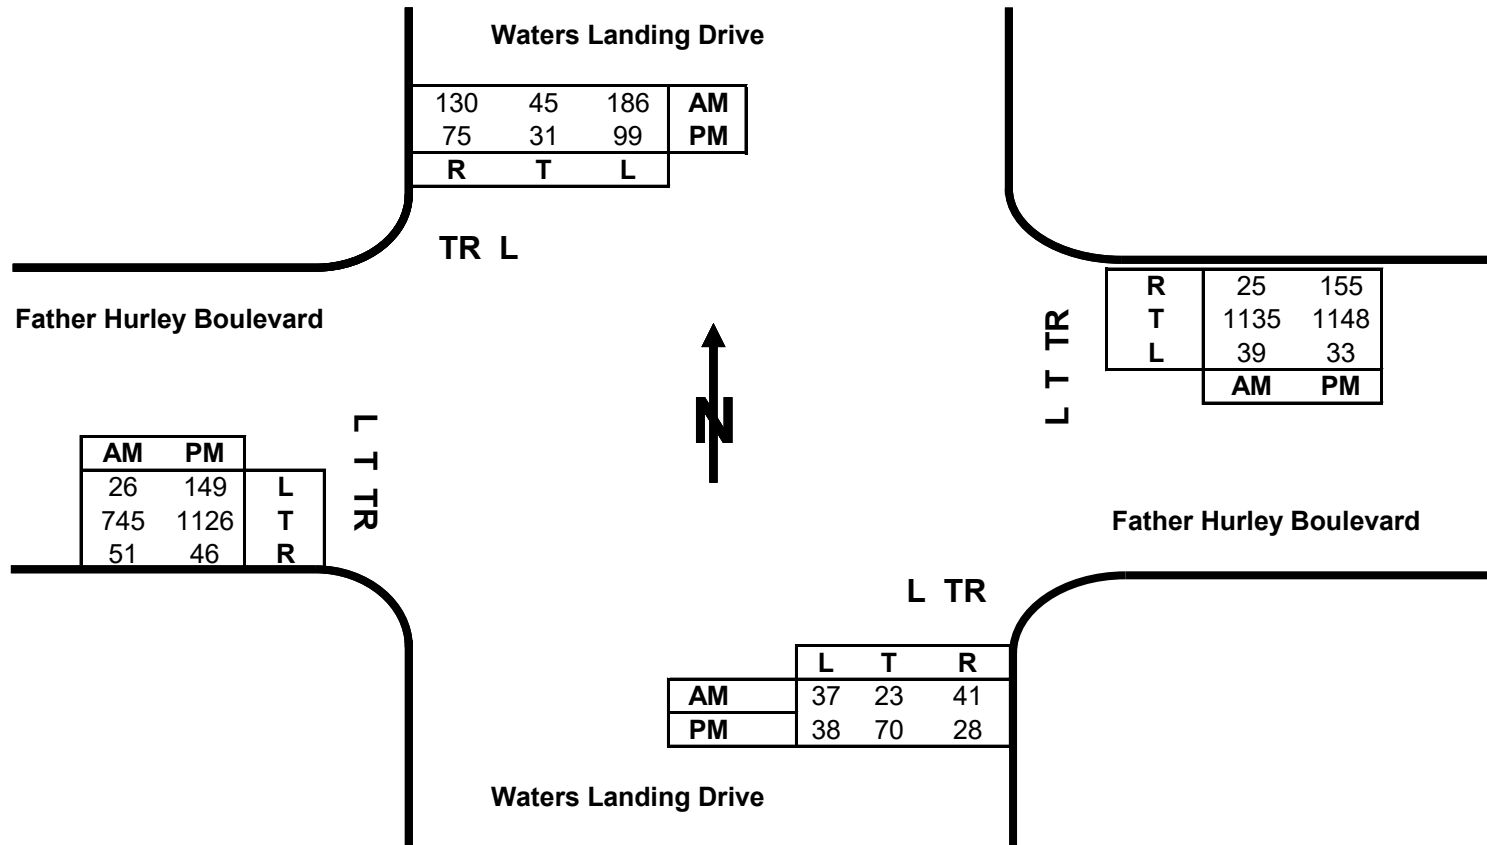 Waters Landing Drive
130 45 186 AM
75 31 99 PM
R T L
TR L
Father Hurley Boulevard
L T TR
R 25 155
T 1135 1148
L 39 33
AM PM
N
L T TR
AM PM
26 149 L
745 1126 T
51 46 R
Father Hurley Boulevard
L TR
L T R
AM 37 23 41
PM 38 70 28
Waters Landing Drive